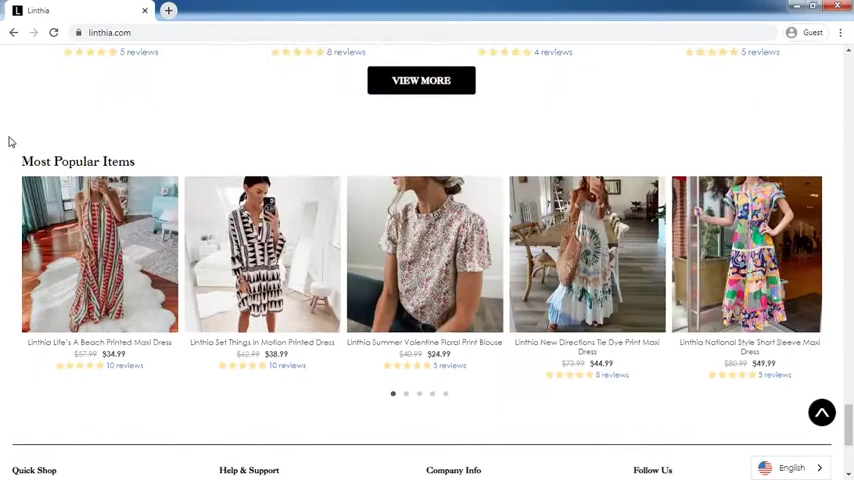 L Linthia
linthia.com
Guest
5 reviews 8 reviews 4 reviews 5 reviews
VIEW MORE
Most Popular Items
Linthia Life's A Beach Printed Maxi Dress
$57.99 $34.99
10 reviews
Linthia Set Things In Motion Printed Dress
$62.99 $38.99
10 reviews
Linthia Summer Valentine Floral Print Blouse
$40.99 $24.99
5 reviews
Linthia New Directions Tie Dye Print Maxi
Dress
$73.99 $44.99
8 reviews
Linthia National Style Short Sleeve Maxi
Dress
$80.99 $49.99
5 reviews
Quick Shop
Help & Support
Company Info
Follow Us
English